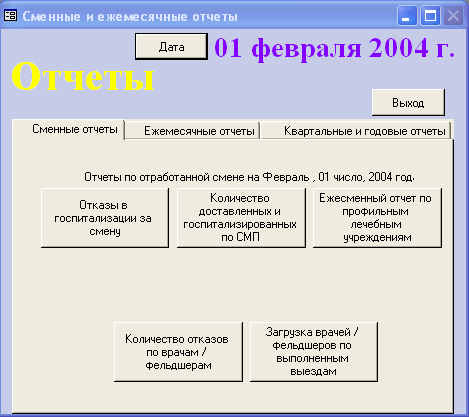 Сменные и ежемесячные отчеты
Дата
01 февраля 2004 г.
Отчеты
Выход
Сменные отчеты
Ежемесячные отчеты
Квартальные и годовые отчеты
Отчеты по отработанной смене на Февраль , 01 число, 2004 год.
Отказы в
госпитализации за
смену
Количество
доставленных и
госпитализированных
по СМП
Ежесменный отчет по
профильным
лечебным
учреждениям
Количество отказов
по врачам /
фельдшерам
Загрузка врачей /
фельдшеров по
выполненным
выездам